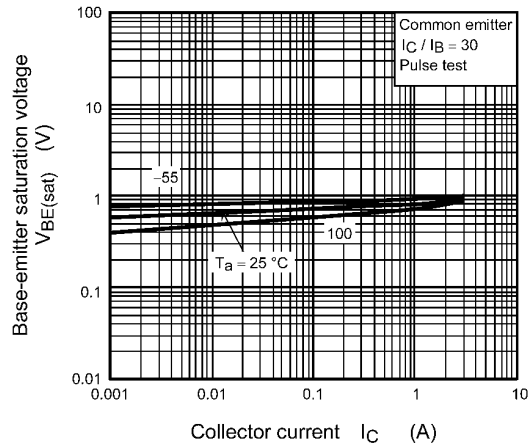 Base-emitter saturation voltage
VBE(sat) (V)
100
10
1
0.1
0.01
Common emitter
IC / IB = 30
Pulse test
−55
100
Ta = 25 °C
0.001
0.01
0.1
1
10
Collector current IC (A)